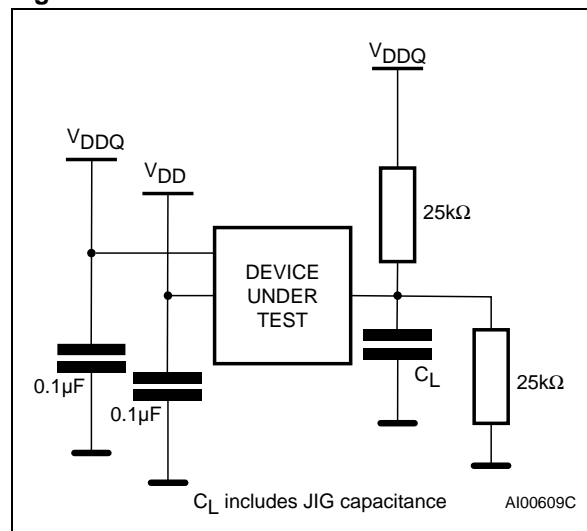 VDDQ
VDDQ
VDD
25kΩ
DEVICE
UNDER
TEST
0.1µF
0.1µF
CL
25kΩ
CL includes JIG capacitance
AI00609C